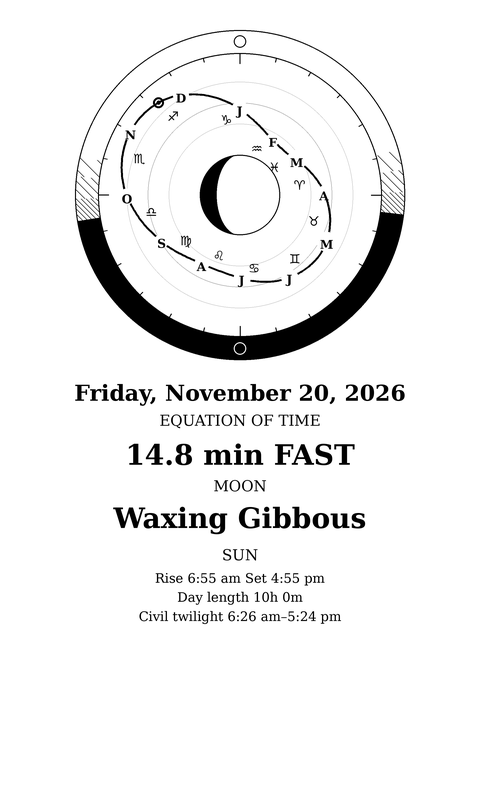 D
J
N
♐
♑
F
♒
♏
M
♓
♈
O
A
♎
♉
S
♍
M
♌
♊
A
♋
J
J
Friday, November 20, 2026
EQUATION OF TIME
14.8 min FAST
MOON
Waxing Gibbous
SUN
Rise 6:55 am Set 4:55 pm
Day length 10h 0m
Civil twilight 6:26 am–5:24 pm